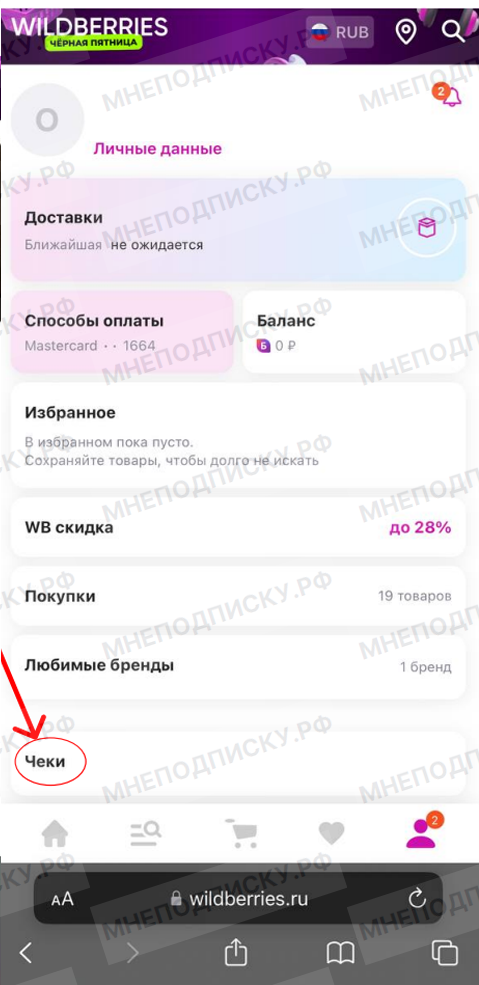 WILDBERRIES
ЧЁРНАЯ ПЯТНИЦА
RUB
О
2
Личные данные
Доставки
Ближайшая не ожидается
Способы оплаты
Mastercard · · 1664
Баланс
Б 0 ₽
Избранное
В избранном пока пусто.
Сохраняйте товары, чтобы долго не искать
WB скидка
до 28%
Покупки
19 товаров
Любимые бренды
1 бренд
Чеки
2
AA
wildberries.ru
МНЕПОДПИСКУ.РФ